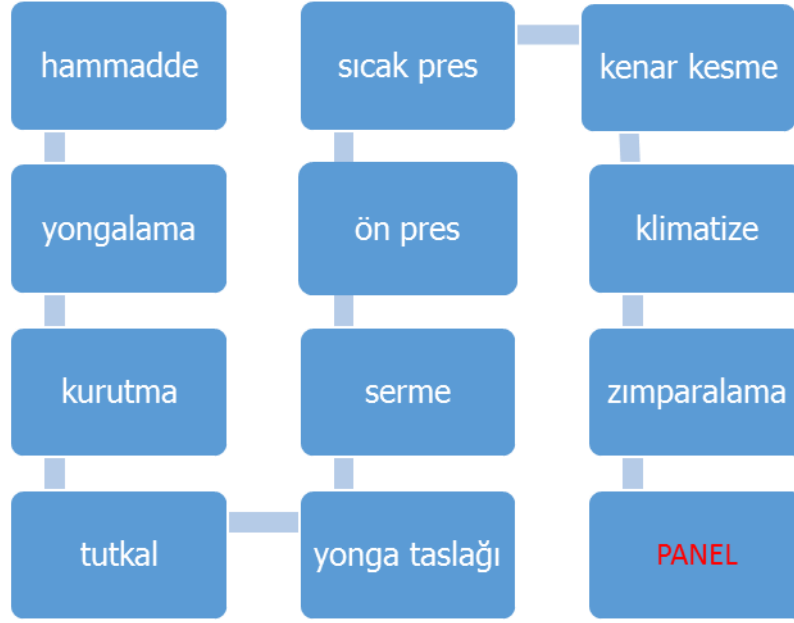 hammadde
yongalama
kurutma
tutkal
yonga taslağı
serme
ön pres
sıcak pres
kenar kesme
klimatize
zımparalama
PANEL